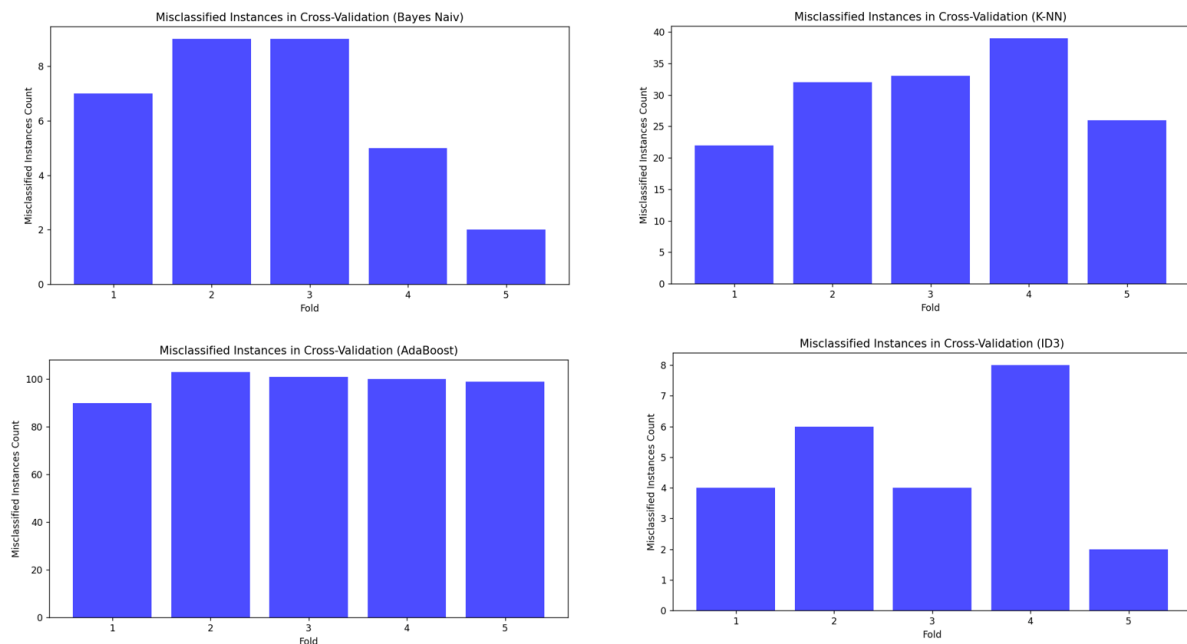 Misclassified Instances in Cross-Validation (Bayes Naiv)
Misclassified Instances Count
8
6
4
2
0
1 2 3 4 5
Fold
Misclassified Instances in Cross-Validation (K-NN)
Misclassified Instances Count
40
35
30
25
20
15
10
5
0
1 2 3 4 5
Fold
Misclassified Instances in Cross-Validation (AdaBoost)
Misclassified Instances Count
100
80
60
40
20
0
1 2 3 4 5
Fold
Misclassified Instances in Cross-Validation (ID3)
Misclassified Instances Count
8
7
6
5
4
3
2
1
0
1 2 3 4 5
Fold